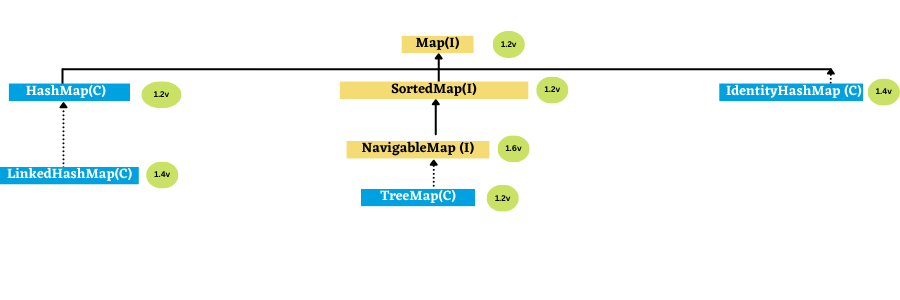 Map(I)
1.2v
HashMap(C)
1.2v
SortedMap(I)
1.2v
IdentityHashMap (C)
1.4v
NavigableMap (I)
1.6v
LinkedHashMap(C)
1.4v
TreeMap(C)
1.2v